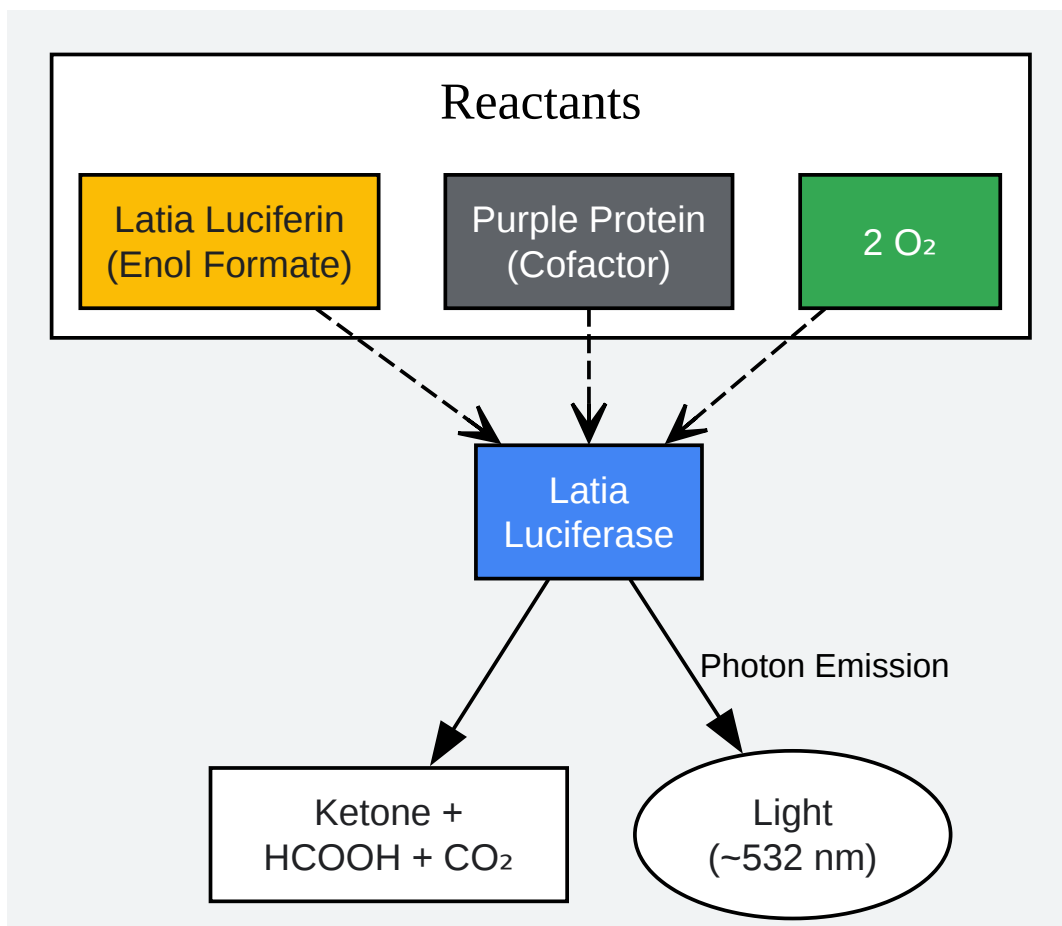 Reactants
Latia Luciferin
(Enol Formate)
Purple Protein
(Cofactor)
2 O₂
Latia
Luciferase
Photon Emission
Ketone +
HCOOH + CO₂
Light
(~532 nm)